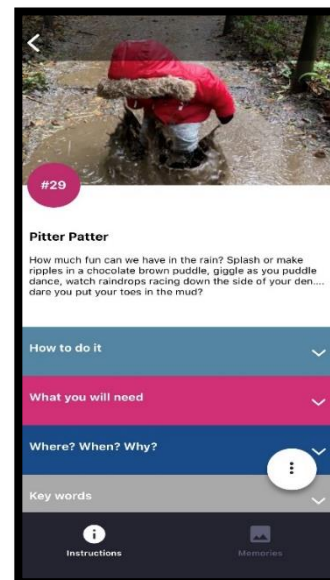 #29
Pitter Patter
How much fun can we have in the rain? Splash or make
ripples in a chocolate brown puddle, giggle as you puddle
dance, watch raindrops racing down the side of your den....
dare you put your toes in the mud?
How to do it
What you will need
Where? When? Why?
Key words
Instructions
Memories